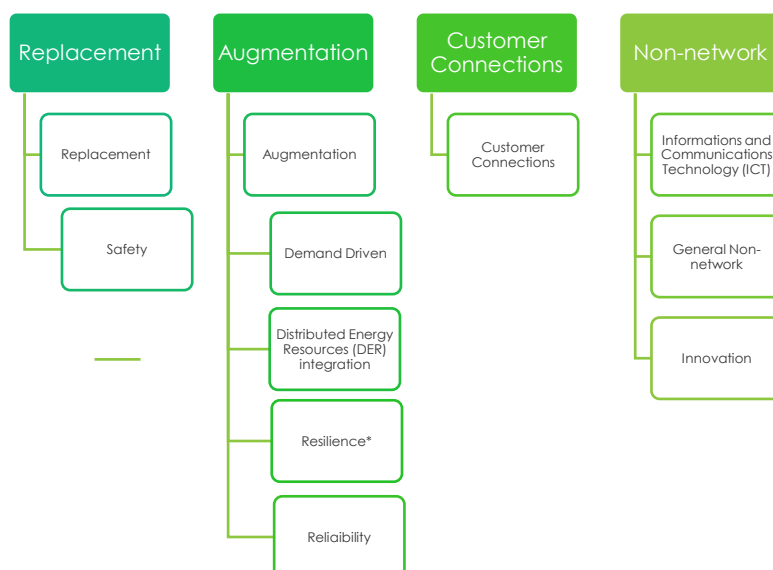 Replacement
Replacement
Safety
Augmentation
Augmentation
Demand Driven
Distributed Energy
Resources (DER)
integration
Resilience*
Reliaibility
Customer
Connections
Customer
Connections
Non-network
Informations and
Communications
Technology (ICT)
General Non-
network
Innovation